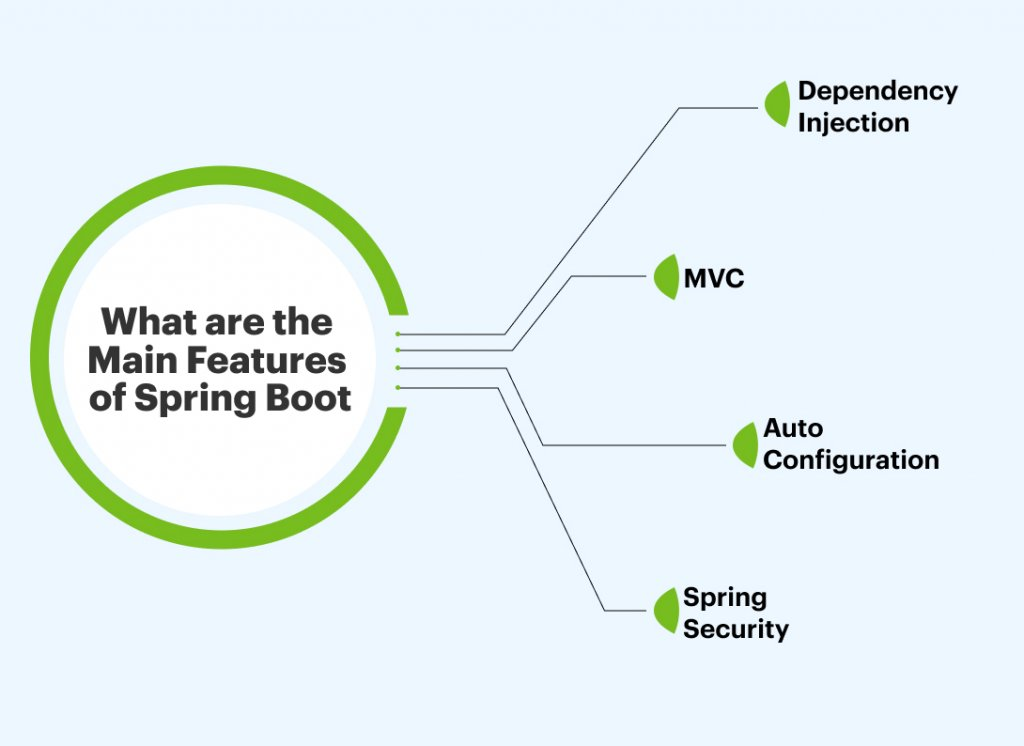 What are the
Main Features
of Spring Boot
Dependency
Injection
MVC
Auto
Configuration
Spring
Security